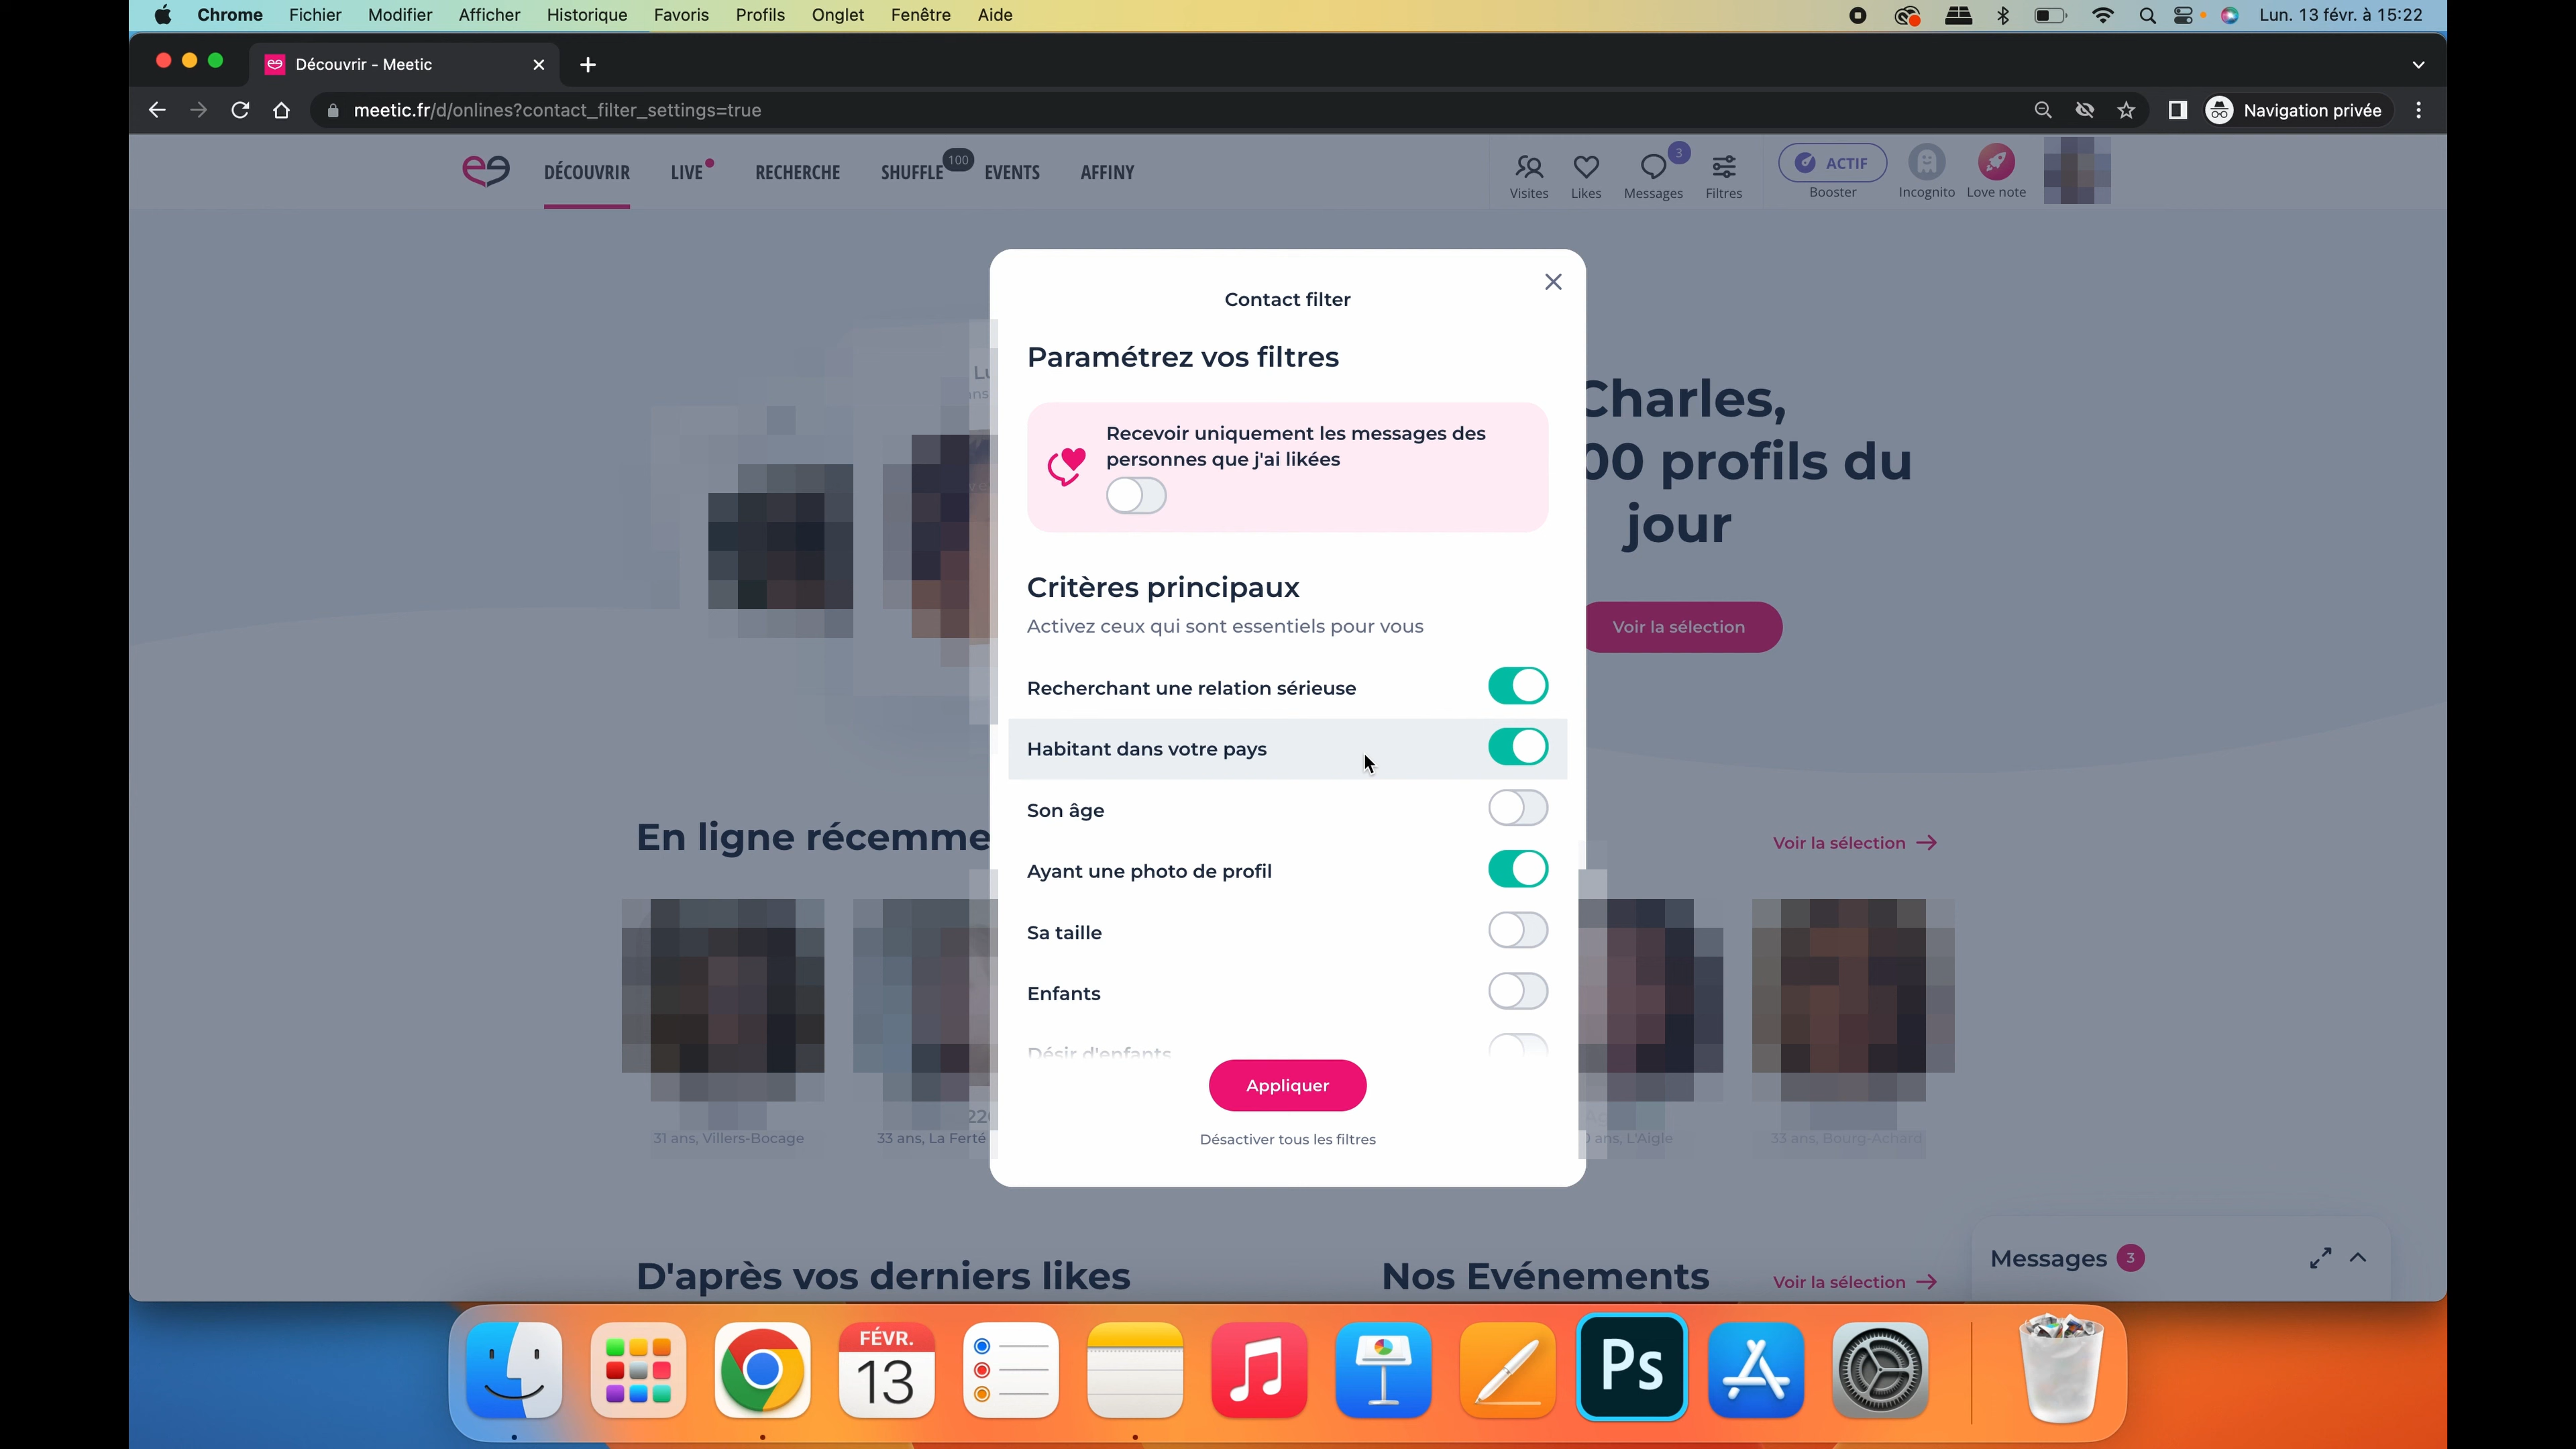 Chrome Fichier Modifier Afficher Historique Favoris Profils Onglet Fenêtre Aide Lun. 13 févr. à 15:22
Découvrir - Meetic
meetic.fr/d/onlines?contact_filter_settings=true Navigation privée
DÉCOUVRIR LIVE RECHERCHE SHUFFLE 100 EVENTS AFFINY
Visites Likes Messages 3 Filtres
ACTIF
Booster Incognito Love note
Contact filter
Paramétrez vos filtres
Recevoir uniquement les messages des
personnes que j'ai likées
Critères principaux
Activez ceux qui sont essentiels pour vous
Recherchant une relation sérieuse
Habitant dans votre pays
Son âge
Ayant une photo de profil
Sa taille
Enfants
Désir d'enfants
Appliquer
Désactiver tous les filtres
Charles,
00 profils du
jour
Voir la sélection
En ligne récemme
Voir la sélection
31 ans, Villers-Bocage
33 ans, La Ferté
ans, L'Aigle
33 ans, Bourg-Achard
D'après vos derniers likes
Nos Evénements
Voir la sélection
Messages 3
FÉVR.
13
Ps